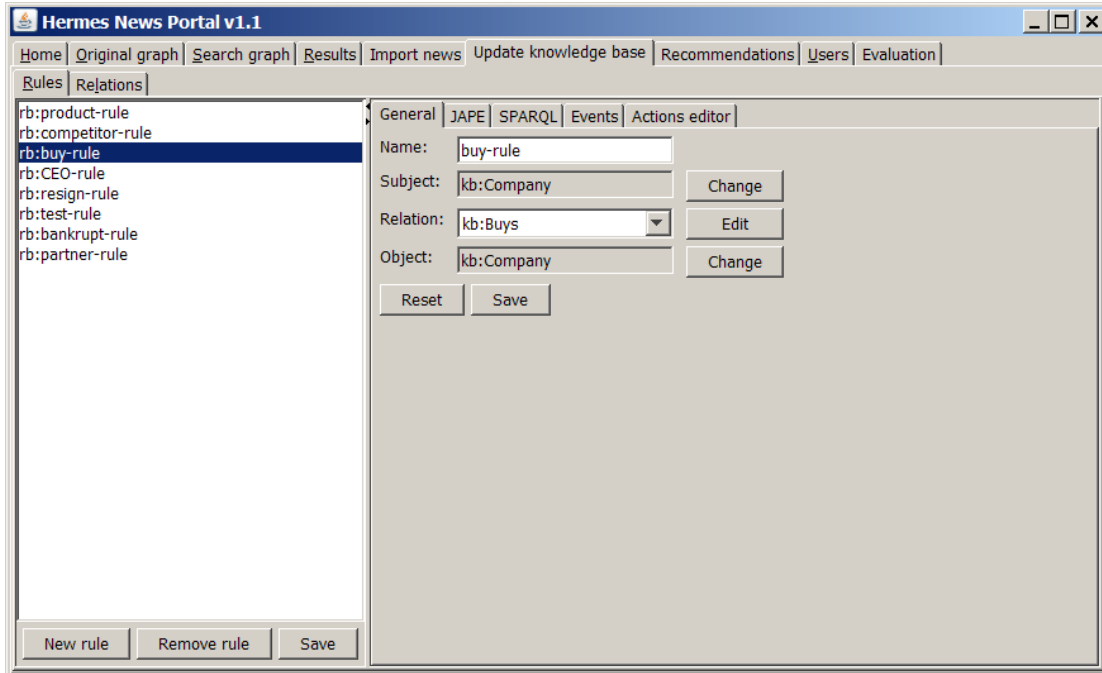 Hermes News Portal v1.1
Home Original graph Search graph Results Import news Update knowledge base Recommendations Users Evaluation
Rules Relations
rb:product-rule
rb:competitor-rule
rb:buy-rule
rb:CEO-rule
rb:resign-rule
rb:test-rule
rb:bankrupt-rule
rb:partner-rule
New rule Remove rule Save
General JAPE SPARQL Events Actions editor
Name: buy-rule
Subject: kb:Company Change
Relation: kb:Buys Edit
Object: kb:Company Change
Reset Save